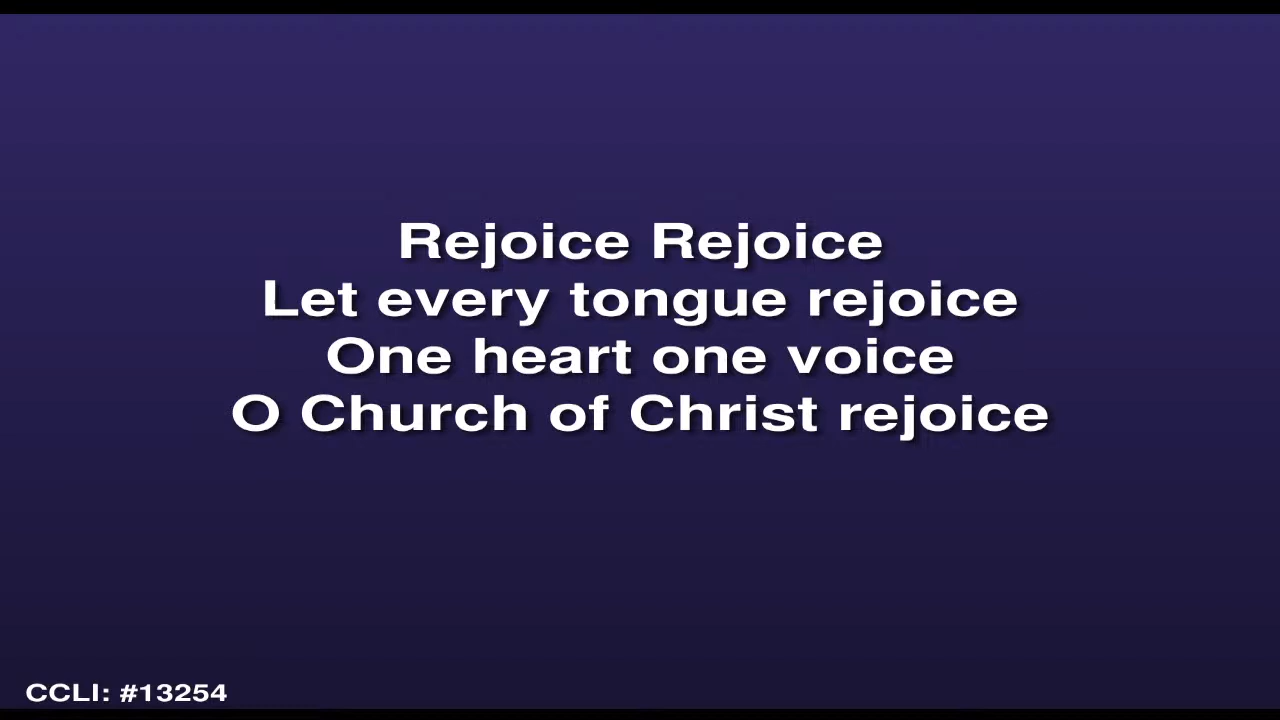 Rejoice Rejoice
Let every tongue rejoice
One heart one voice
O Church of Christ rejoice
CCLI: #13254